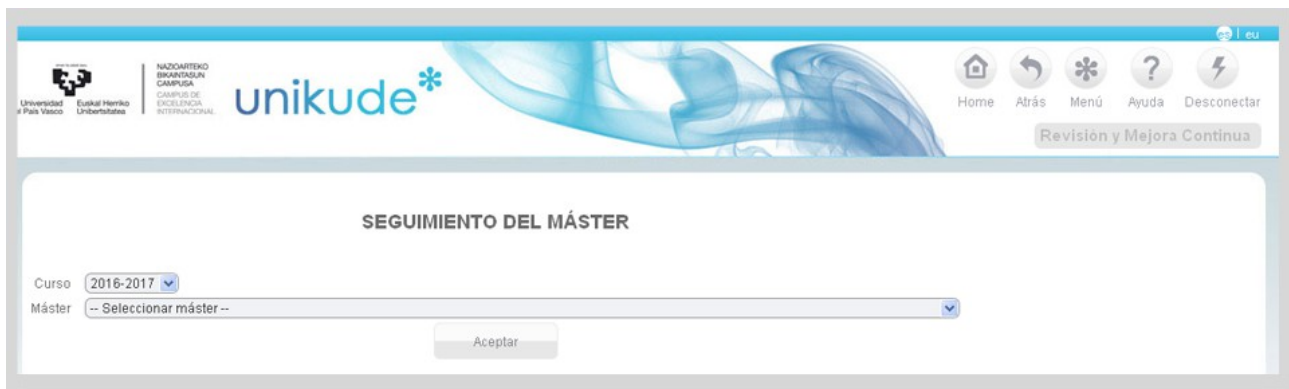 es | eu
Universidad Euskal Herriko
l País Vasco Unibertsitatea
NAZIOARTEKO
BIKAINTASUN
CAMPUSA
CAMPUS DE
EXCELENCIA
INTERNACIONAL
unikude*
Home Atrás Menú Ayuda Desconectar
Revisión y Mejora Continua
SEGUIMIENTO DEL MÁSTER
Curso 2016-2017
Máster -- Seleccionar máster --
Aceptar